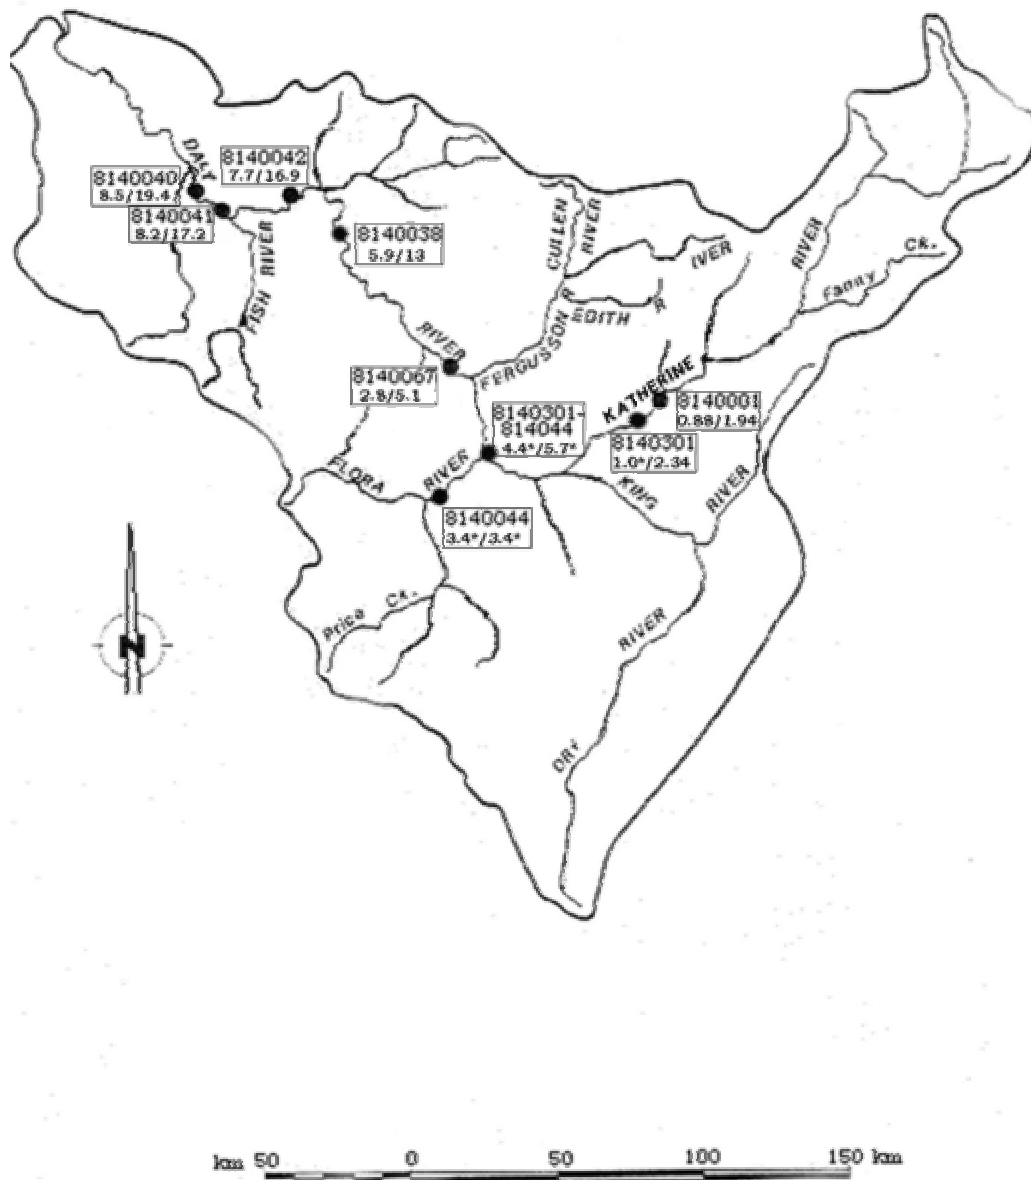 DALY
8140042
7.7/16.9
8140040
8.5/19.4
8140041
8.2/17.2
FISH
RIVER
8140038
5.9/13
CULLEN
RIVER
IVER
RIVER
Fanny Ck.
EDITH
R
RIVER
FERGUSSON R
8140067
2.8/5.1
KATHERINE
8140001
0.88/1.94
8140301-
814044
4.4*/5.7*
8140301
1.0*/2.34
FLORA
RIVER
KING
RIVER
8140044
3.4*/3.4*
Price Ck.
RIVER
DRY
N
km 50 0 50 100 150 km